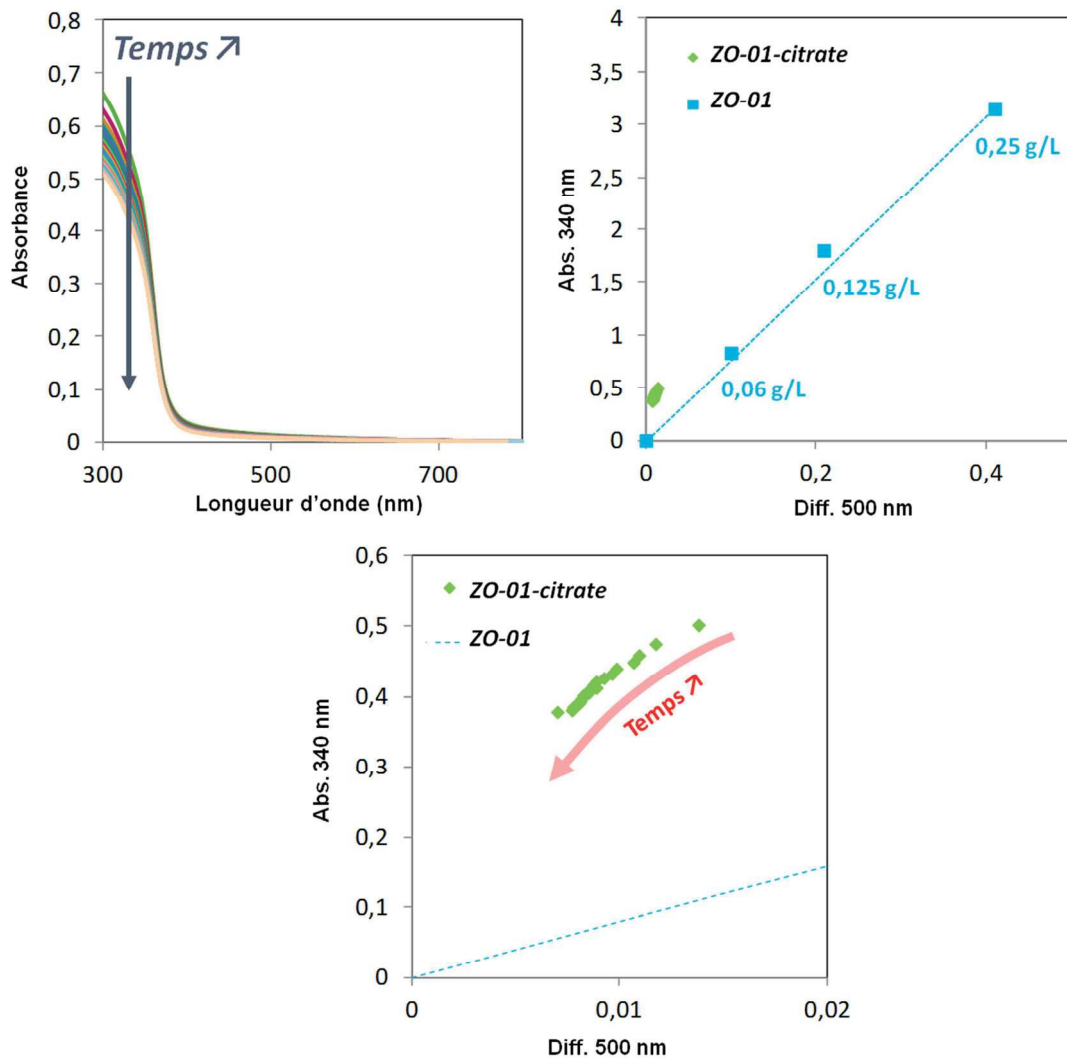 Temps ↗
0,8
0,7
0,6
0,5
0,4
0,3
0,2
0,1
0
300
500
700
Absorbance
Longueur d'onde (nm)
4
3,5
3
2,5
2
1,5
1
0,5
0
0
0,2
0,4
Abs. 340 nm
Diff. 500 nm
ZO-01-citrate
ZO-01
0,25 g/L
0,125 g/L
0,06 g/L
0,6
0,5
0,4
0,3
0,2
0,1
0
0
0,01
0,02
Abs. 340 nm
Diff. 500 nm
ZO-01-citrate
ZO-01
Temps ↗